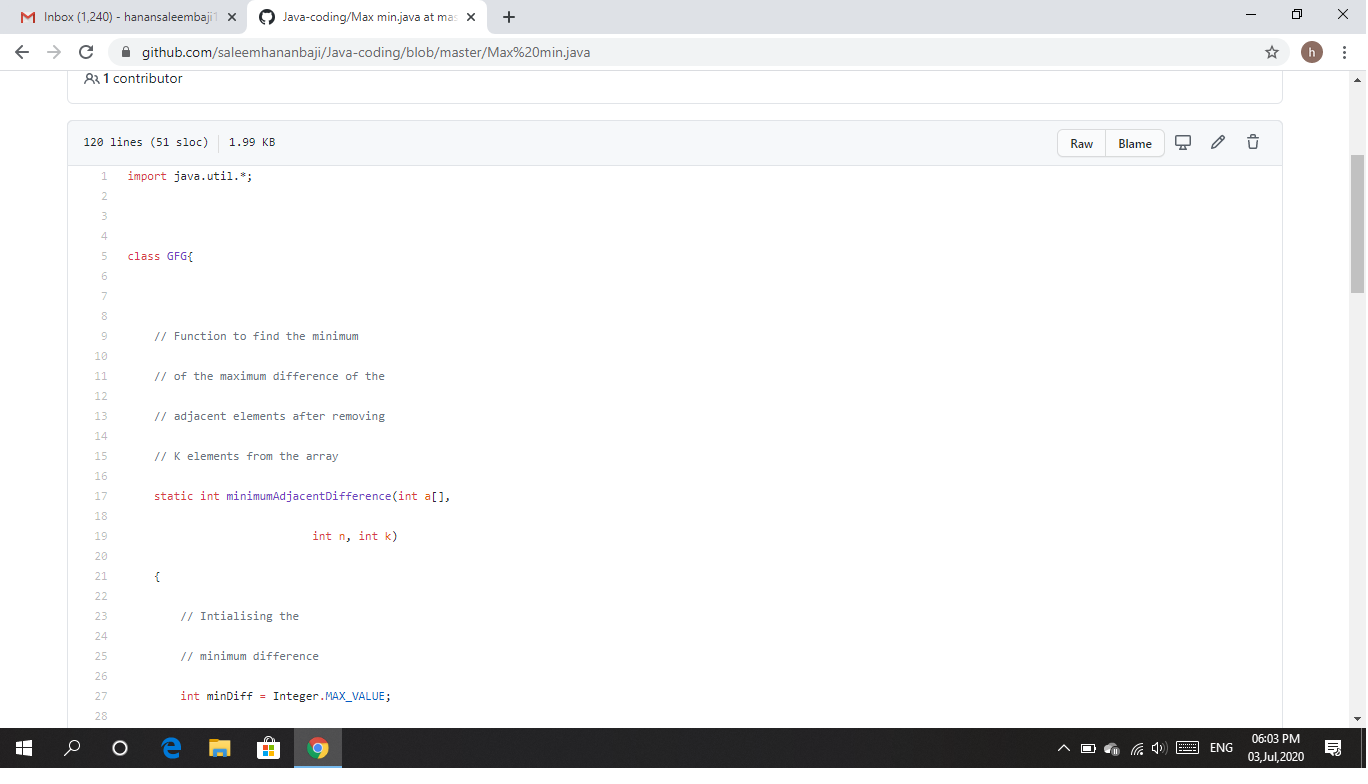 Inbox (1,240) - hanansaleembaji1
Java-coding/Max min.java at mas
github.com/saleemhananbaji/Java-coding/blob/master/Max%20min.java
h
1 contributor
120 lines (51 sloc) 1.99 KB
Raw Blame
1 import java.util.*;
2
3
4
5 class GFG{
6
7
8
9 // Function to find the minimum
10
11 // of the maximum difference of the
12
13 // adjacent elements after removing
14
15 // K elements from the array
16
17 static int minimumAdjacentDifference(int a[],
18
19 int n, int k)
20
21 {
22
23 // Intialising the
24
25 // minimum difference
26
27 int minDiff = Integer.MAX_VALUE;
28
ENG
06:03 PM
03,Jul,2020